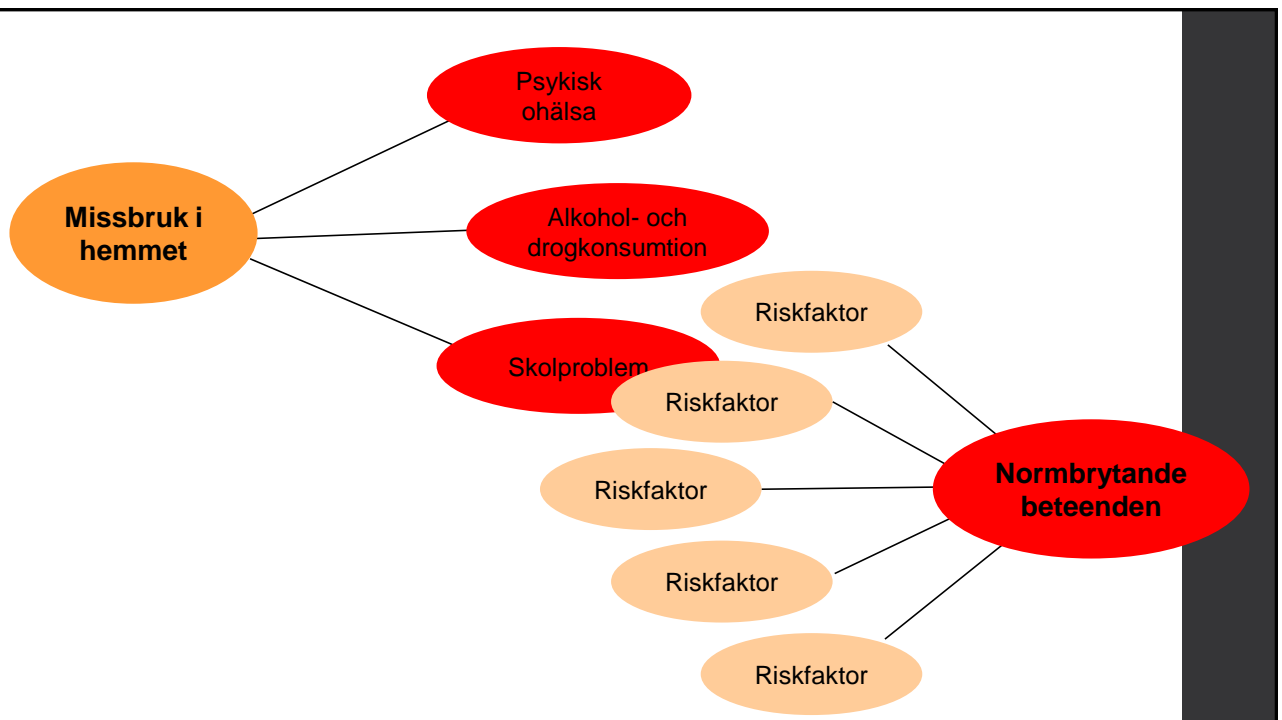 Psykisk
ohälsa
Missbruk i
hemmet
Alkohol- och
drogkonsumtion
Riskfaktor
Skolproblem
Riskfaktor
Riskfaktor
Normbrytande
beteenden
Riskfaktor
Riskfaktor